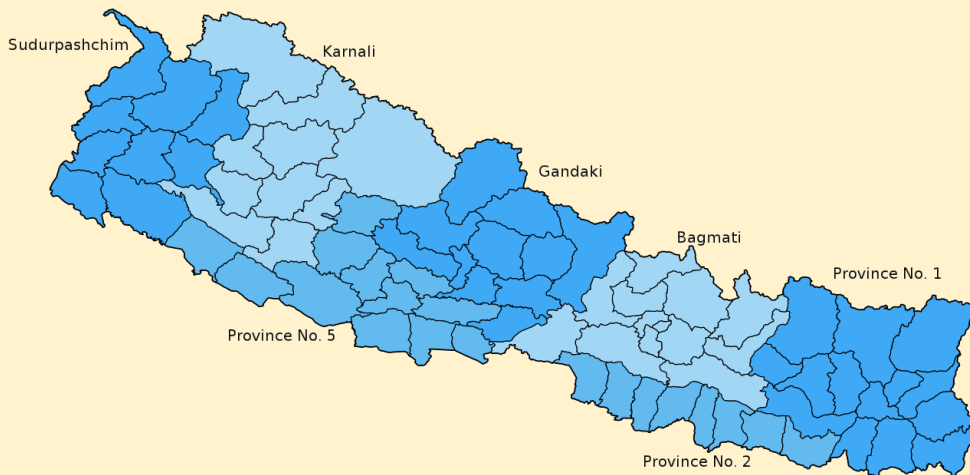 Sudurpashchim
Karnali
Gandaki
Bagmati
Province No. 1
Province No. 5
Province No. 2